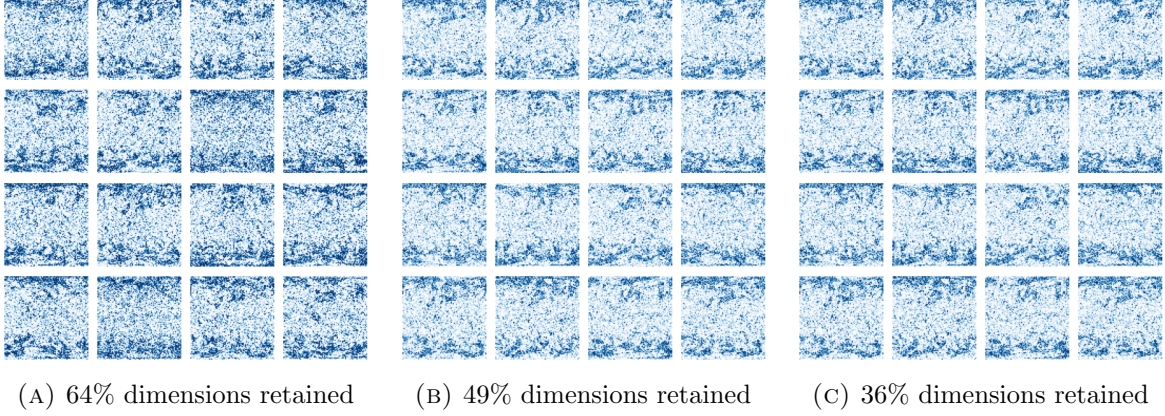 (A) 64% dimensions retained
(B) 49% dimensions retained
(C) 36% dimensions retained